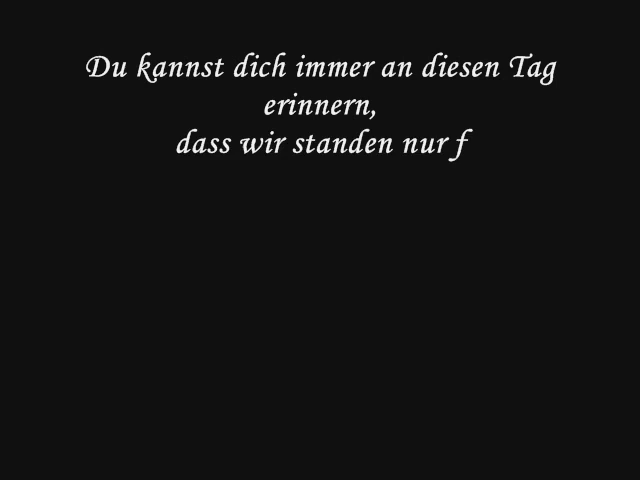 Du kannst dich immer an diesen Tag
erinnern,
dass wir standen nur f